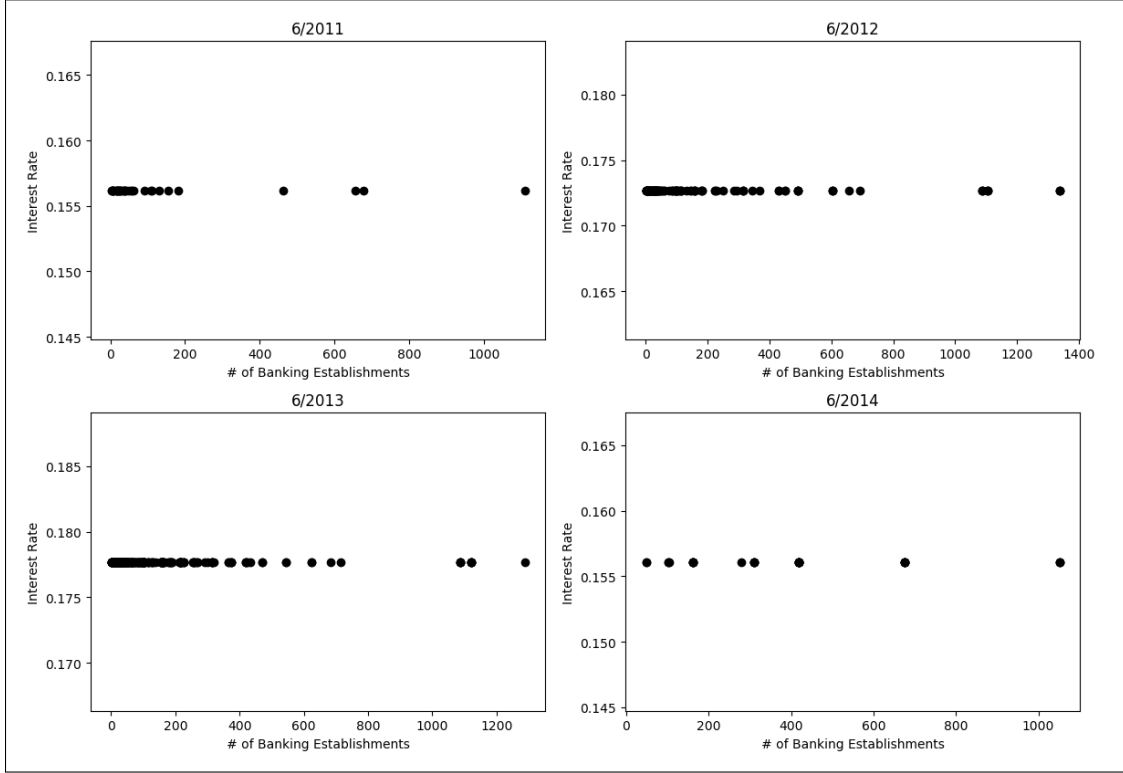 6/2011
0.165
0.160
0.155
0.150
0.145
Interest Rate
0 200 400 600 800 1000
# of Banking Establishments
6/2012
0.180
0.175
0.170
0.165
Interest Rate
0 200 400 600 800 1000 1200 1400
# of Banking Establishments
6/2013
0.185
0.180
0.175
0.170
Interest Rate
0 200 400 600 800 1000 1200
# of Banking Establishments
6/2014
0.165
0.160
0.155
0.150
0.145
Interest Rate
0 200 400 600 800 1000
# of Banking Establishments